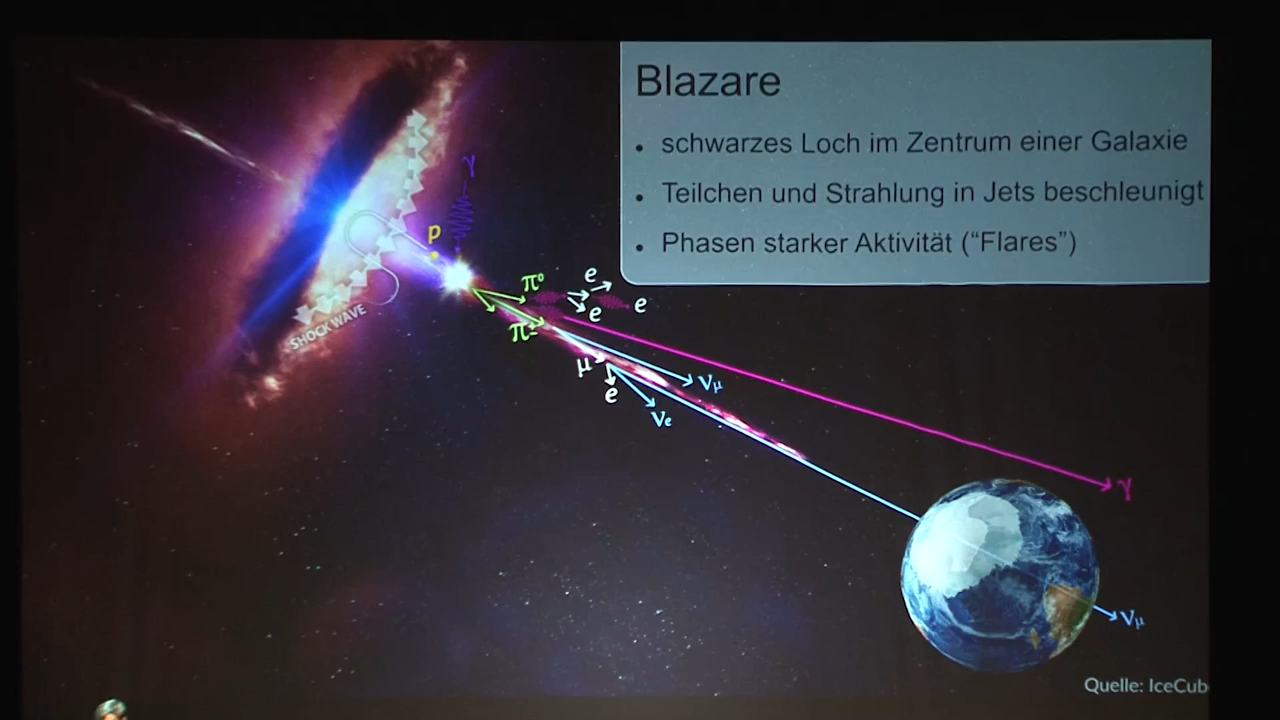 Blazare
• schwarzes Loch im Zentrum einer Galaxie
• Teilchen und Strahlung in Jets beschleunigt
• Phasen starker Aktivität (“Flares”)
γ
p
SHOCK WAVE
π⁰
e
e
e
π±
μ
e
νμ
νe
γ
νμ
Quelle: IceCub